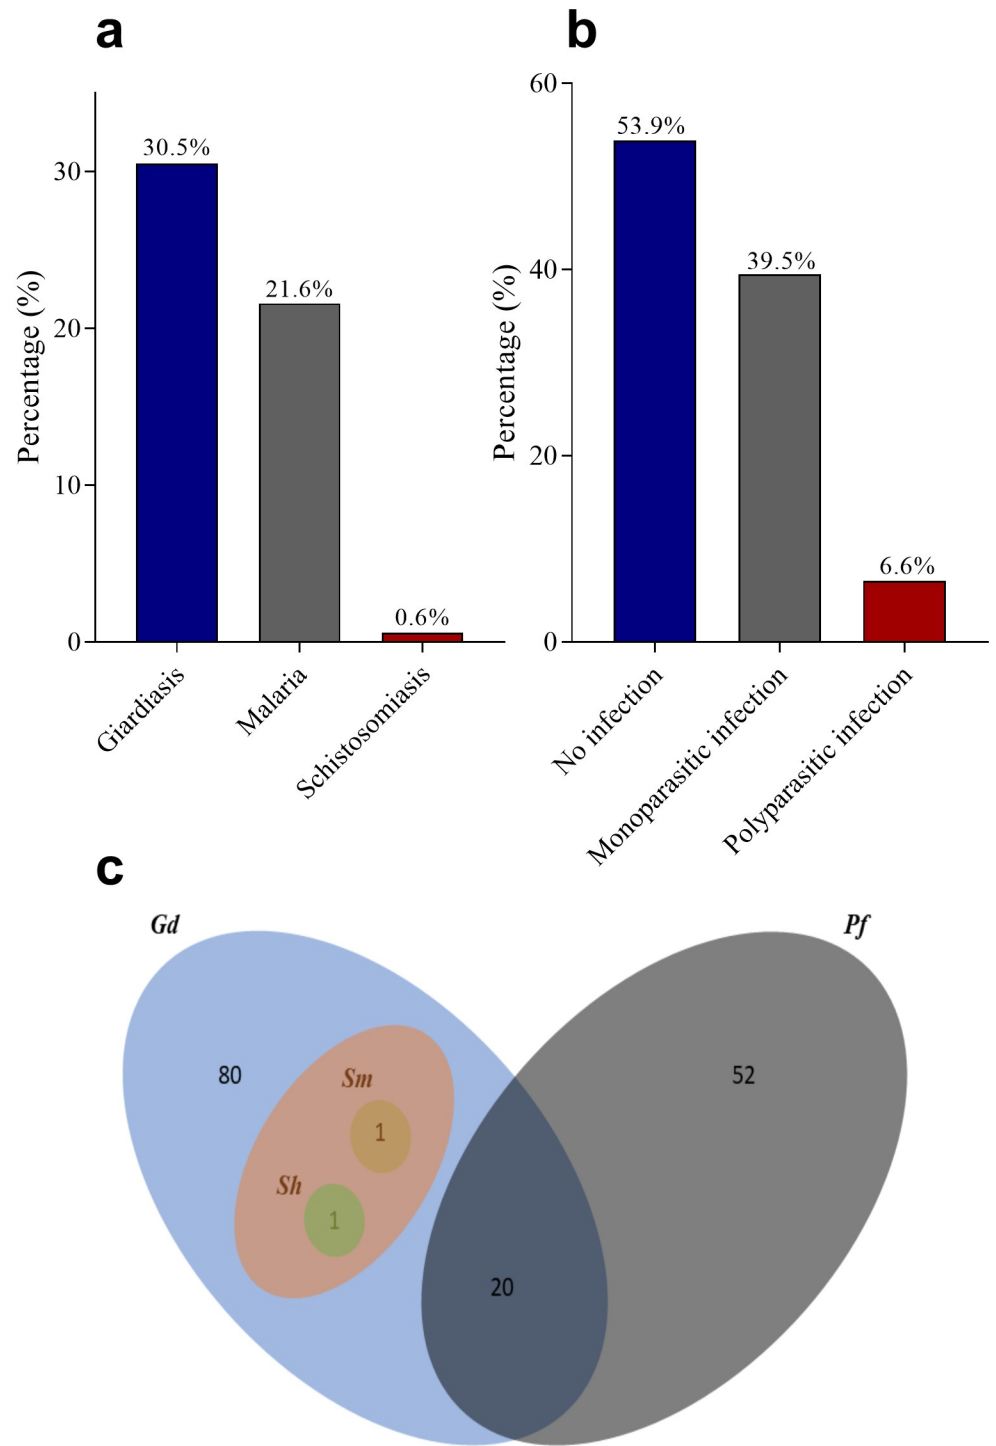 a
30.5%
21.6%
0.6%
30
20
10
0
Percentage (%)
Giardiasis
Malaria
Schistosomiasis
b
53.9%
39.5%
6.6%
60
40
20
0
Percentage (%)
No infection
Monoparasitic infection
Polyparasitic infection
c
Gd
Pf
80
Sm
1
Sh
1
52
20